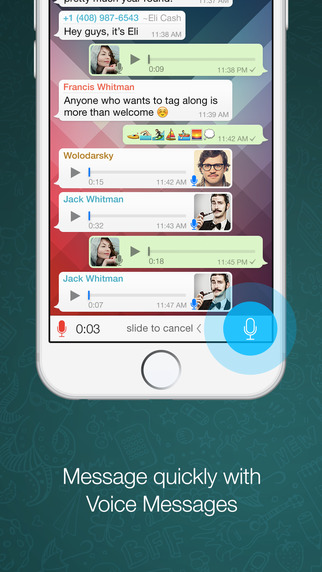 pretty much year round!
11:37 AM
+1 (408) 987-6543 ~Eli Cash
Hey guys, it's Eli
11:38 AM
0:09
11:38 PM
Francis Whitman
Anyone who wants to tag along is
more than welcome ☺️
11:39 AM
11:42 AM
Wolodarsky
0:15
11:42 AM
Jack Whitman
0:32
11:43 AM
0:18
11:45 PM
Jack Whitman
0:07
11:47 AM
0:03
slide to cancel <
Message quickly with
Voice Messages